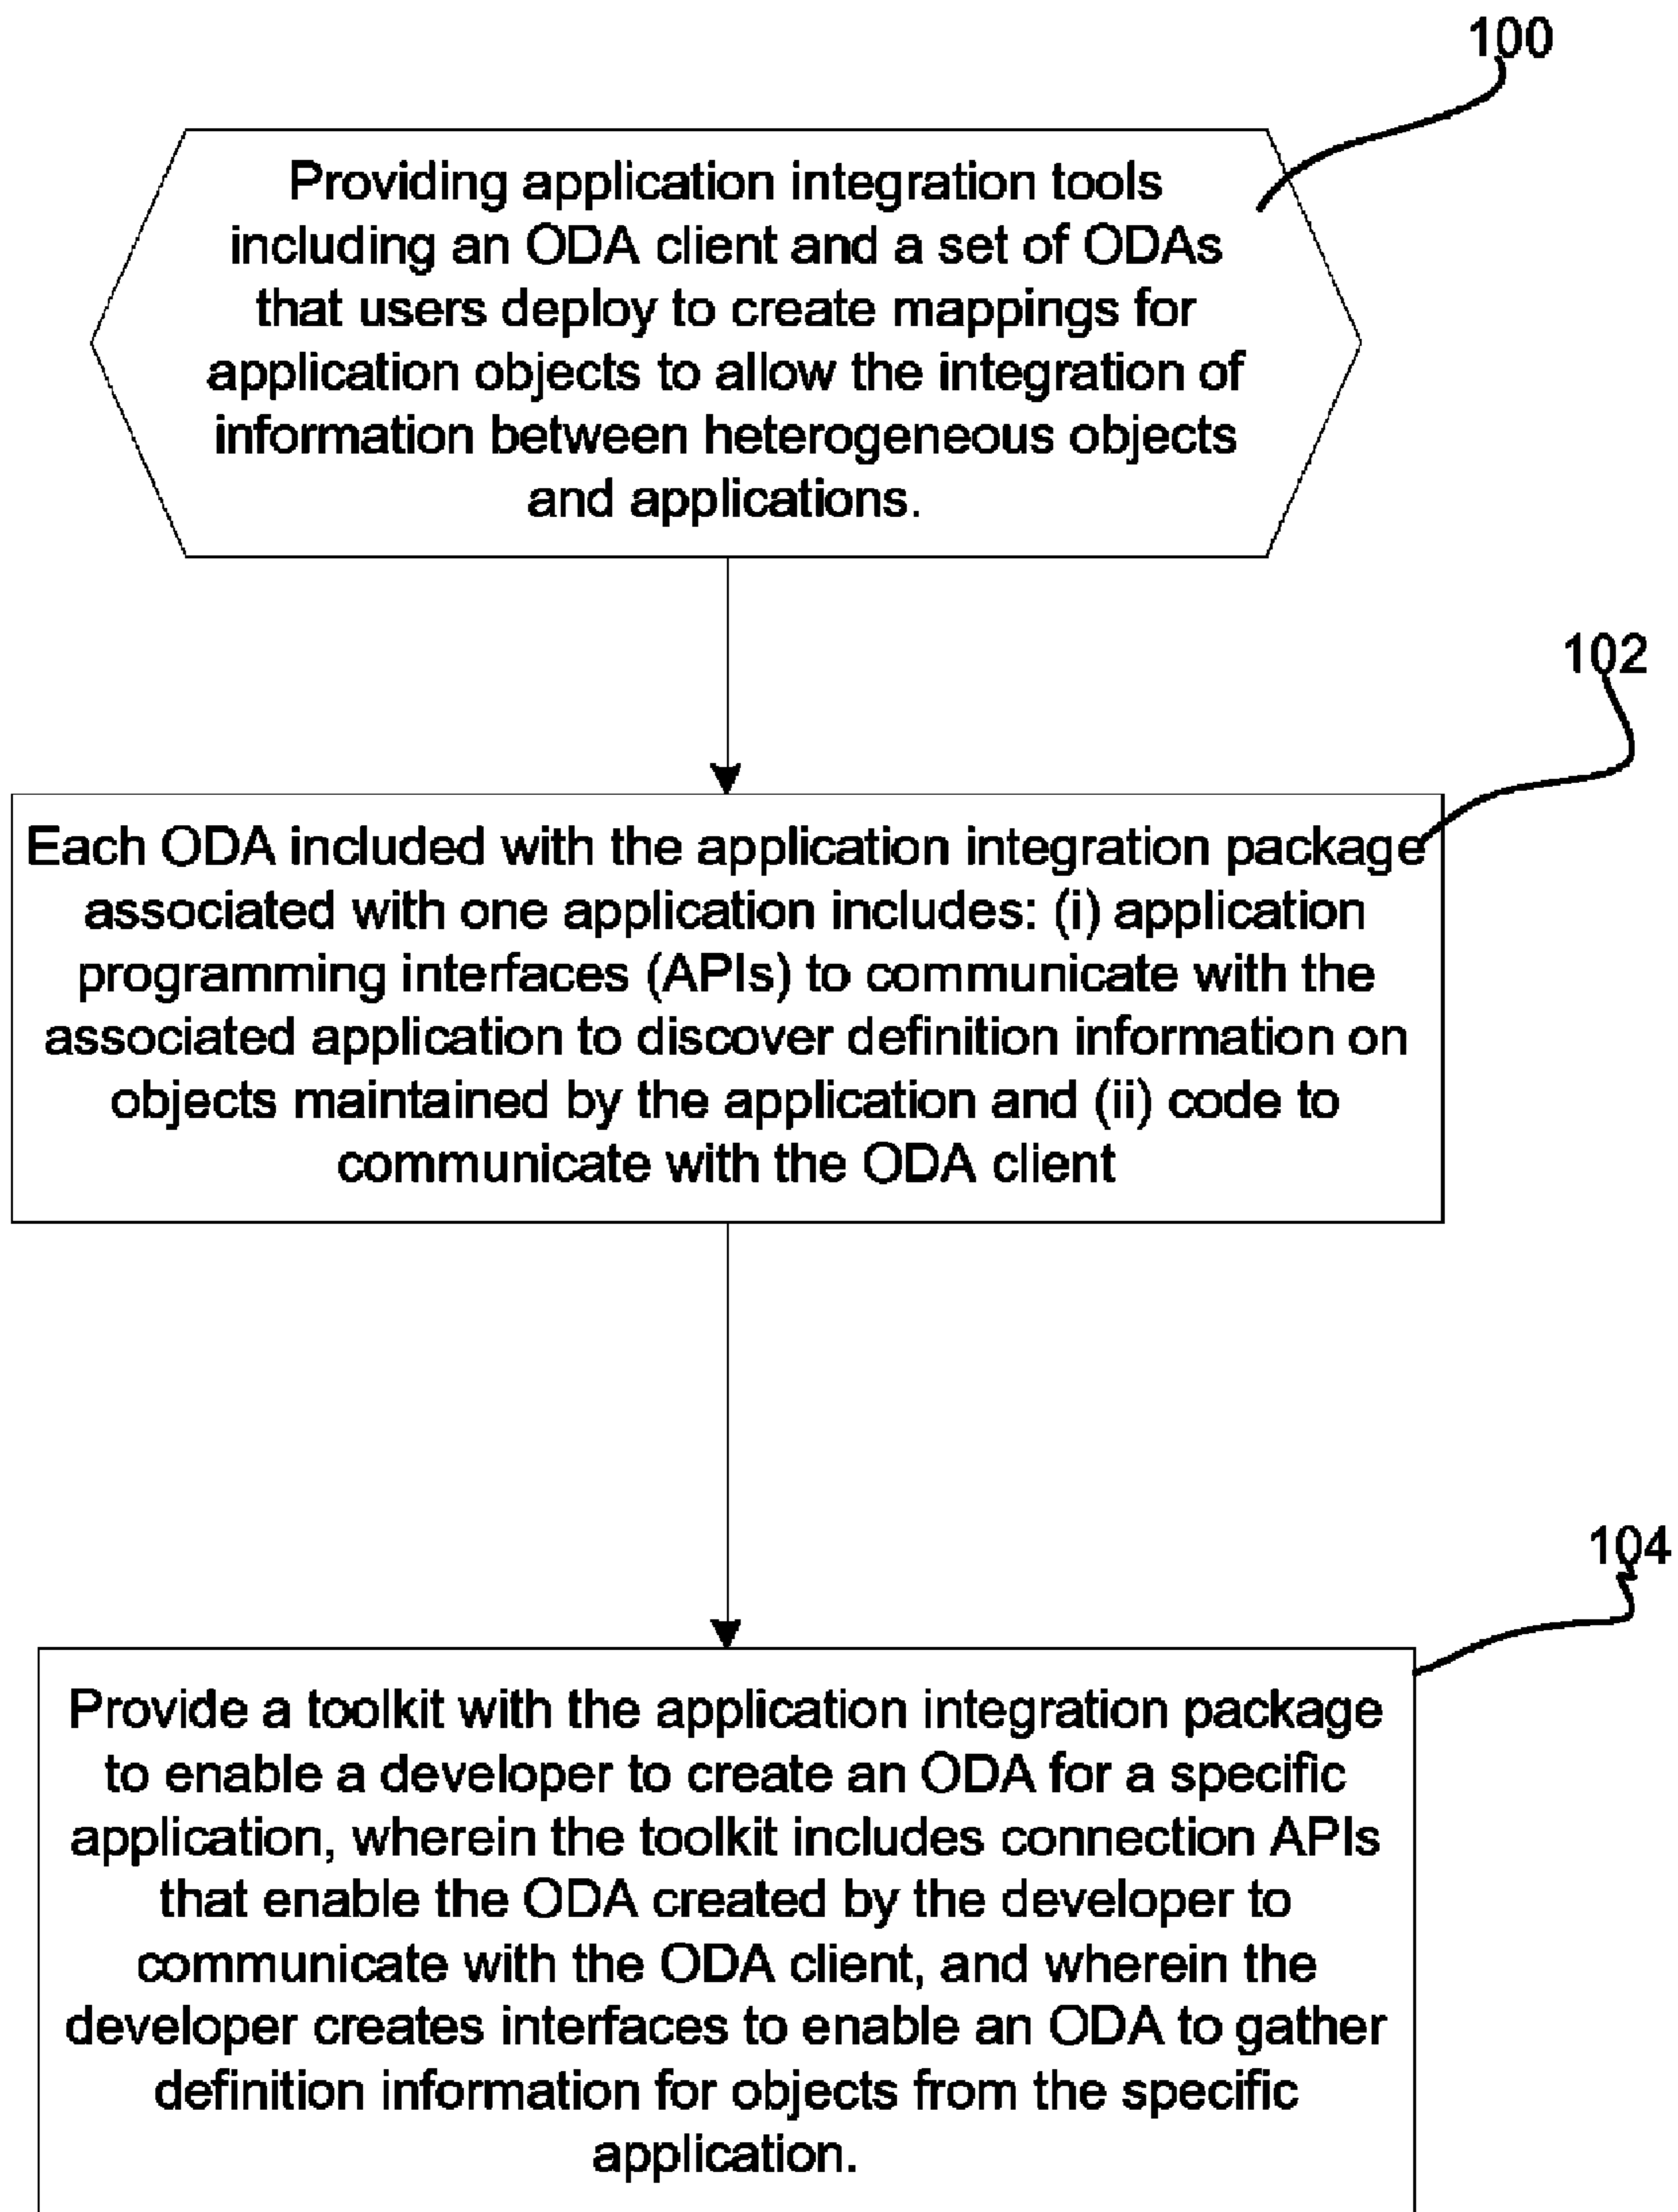 100
Providing application integration tools
including an ODA client and a set of ODAs
that users deploy to create mappings for
application objects to allow the integration of
information between heterogeneous objects
and applications.
102
Each ODA included with the application integration package
associated with one application includes: (i) application
programming interfaces (APIs) to communicate with the
associated application to discover definition information on
objects maintained by the application and (ii) code to
communicate with the ODA client
104
Provide a toolkit with the application integration package
to enable a developer to create an ODA for a specific
application, wherein the toolkit includes connection APIs
that enable the ODA created by the developer to
communicate with the ODA client, and wherein the
developer creates interfaces to enable an ODA to gather
definition information for objects from the specific
application.